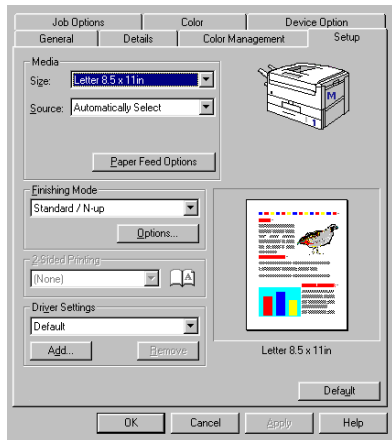 Job Options Color Device Option
General Details Color Management Setup
Media
Size: Letter 8.5 x 11in
Source: Automatically Select
Paper Feed Options
Finishing Mode
Standard / N-up
Options...
2-Sided Printing
(None)
A
Driver Settings
Default
Add... Remove
M
1
Letter 8.5 x 11in
Default
OK Cancel Apply Help